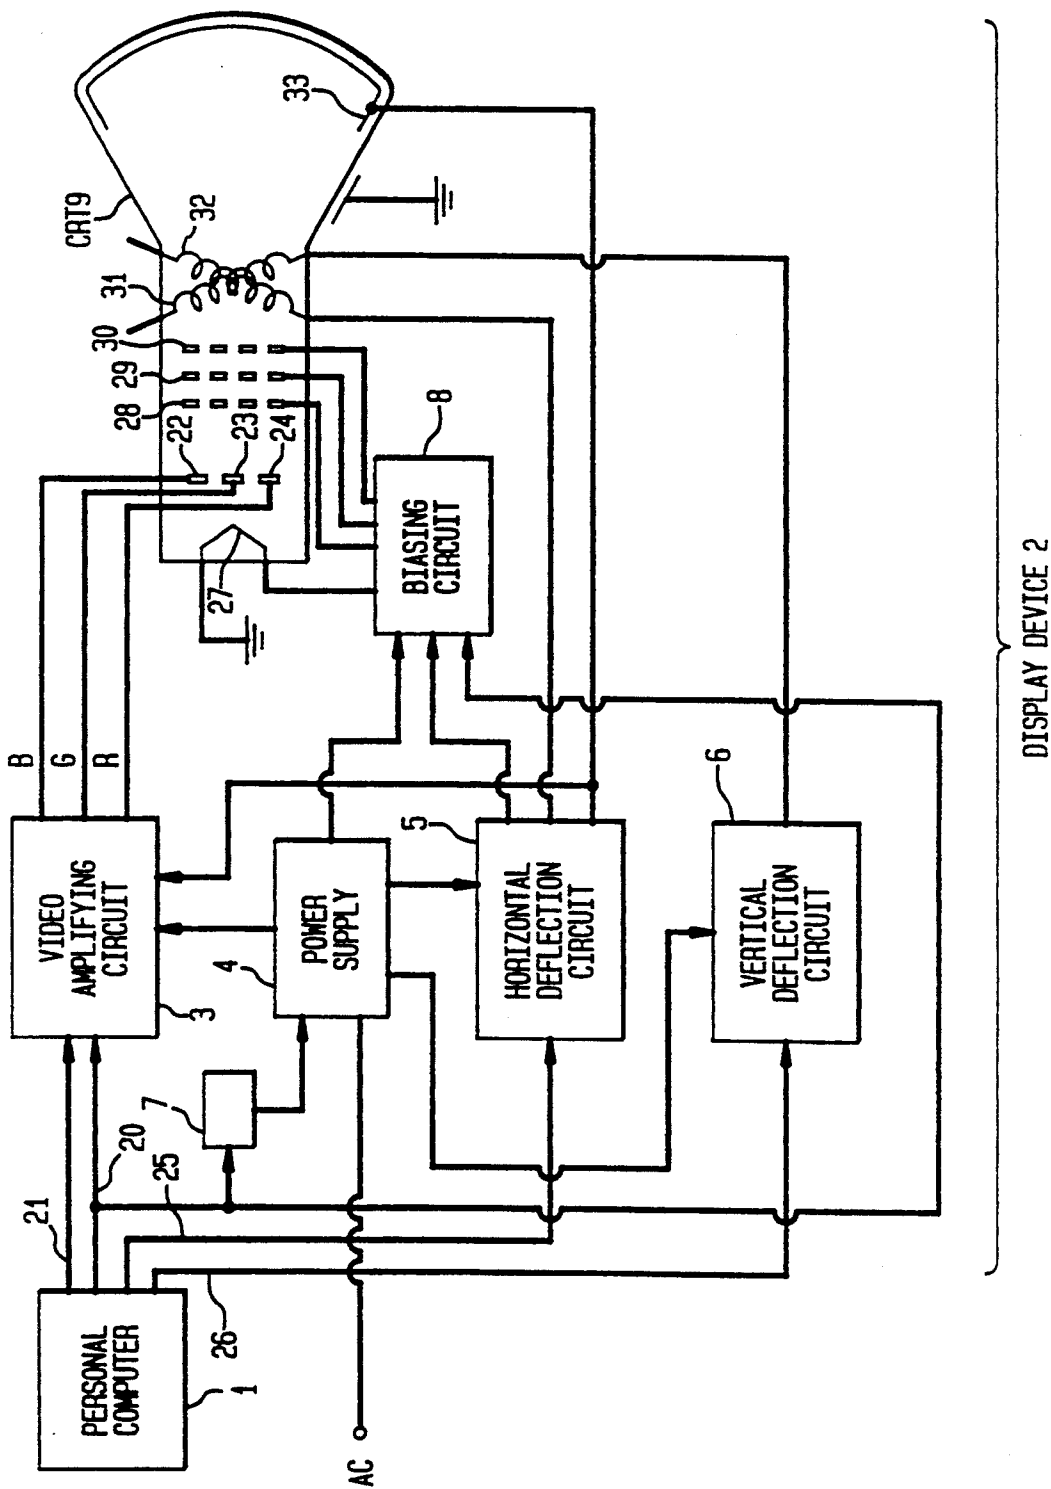 PERSONAL
COMPUTER
1
21
20
25
26
AC
7
VIDEO
AMPLIFYING
CIRCUIT
3
POWER
SUPPLY
4
HORIZONTAL
DEFLECTION
CIRCUIT
5
VERTICAL
DEFLECTION
CIRCUIT
6
B
G
R
BIASING
CIRCUIT
8
27
22
23
24
28
29
30
31
32
CRT9
33
DISPLAY DEVICE 2